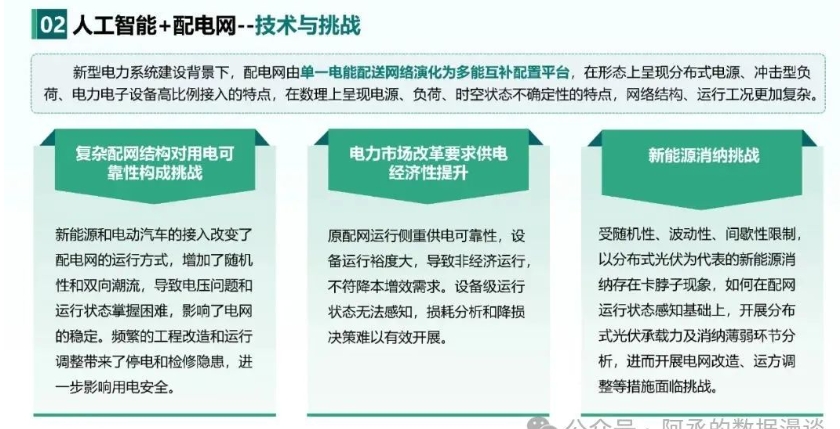 02 人工智能+配电网--技术与挑战
新型电力系统建设背景下，配电网由单一电能配送网络演化为多能互补配置平台，在形态上呈现分布式电源、冲击型负
荷、电力电子设备高比例接入的特点，在数理上呈现电源、负荷、时空状态不确定性的特点，网络结构、运行工况更加复杂。
复杂配网结构对用电可
靠性构成挑战
新能源和电动汽车的接入改变了
配电网的运行方式，增加了随机
性和双向潮流，导致电压问题和
运行状态掌握困难，影响了电网
的稳定。频繁的工程改造和运行
调整带来了停电和检修隐患，进
一步影响用电安全。
电力市场改革要求供电
经济性提升
原配网运行侧重供电可靠性，设
备运行裕度大，导致非经济运行，
不符降本增效需求。设备级运行
状态无法感知，损耗分析和降损
决策难以有效开展。
新能源消纳挑战
受随机性、波动性、间歇性限制，
以分布式光伏为代表的新能源消
纳存在卡脖子现象，如何在配网
运行状态感知基础上，开展分布
式光伏承载力及消纳薄弱环节分
析，进而开展电网改造、运方调
整等措施面临挑战。
公众号 · 阿丞的数据漫谈